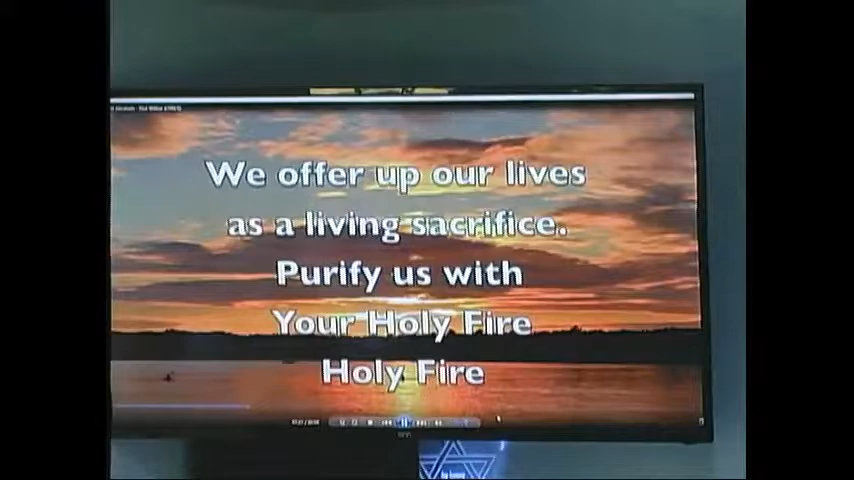 We offer up our lives
as a living sacrifice.
Purify us with
Your Holy Fire
Holy Fire